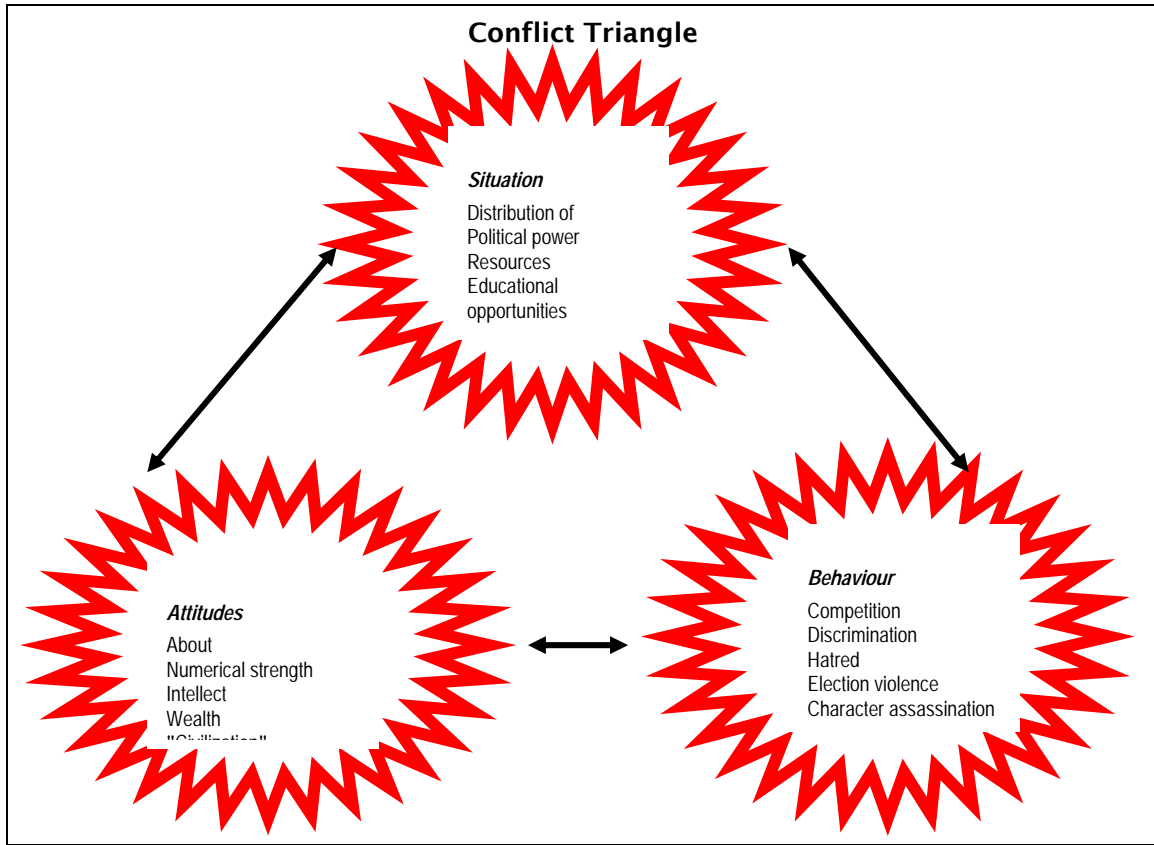 Conflict Triangle
Situation
Distribution of
Political power
Resources
Educational
opportunities
Attitudes
About
Numerical strength
Intellect
Wealth
"Civilization"
Behaviour
Competition
Discrimination
Hatred
Election violence
Character assassination